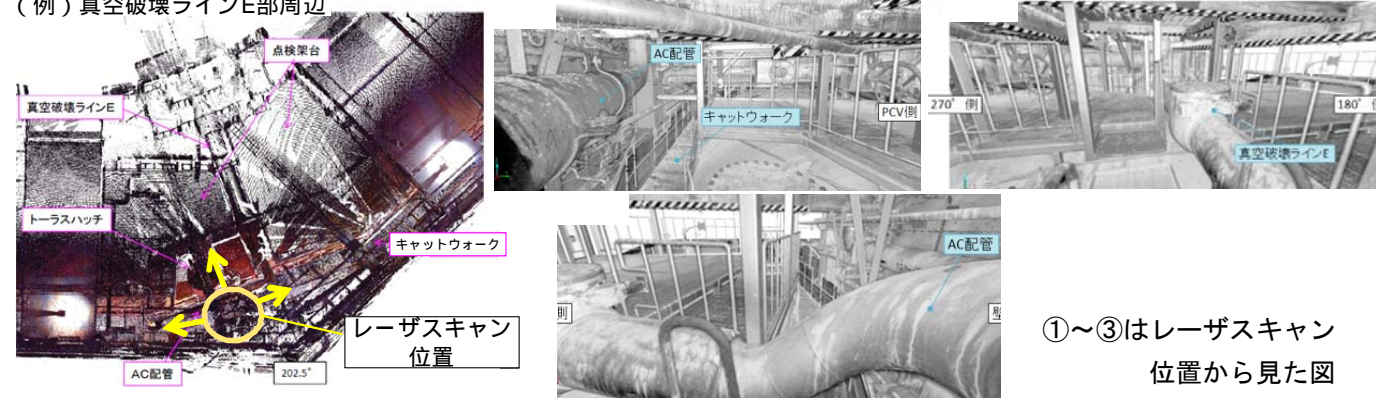 (例)真空破壊ラインE部周辺
点検架台
真空破壊ラインE
トーラスハッチ
キャットウォーク
レーザスキャン
位置
AC配管
202.5°
AC配管
キャットウォーク
PCV側
270°側
180°
真空破壊ラインE
側
AC配管
①~③はレーザスキャン
位置から見た図